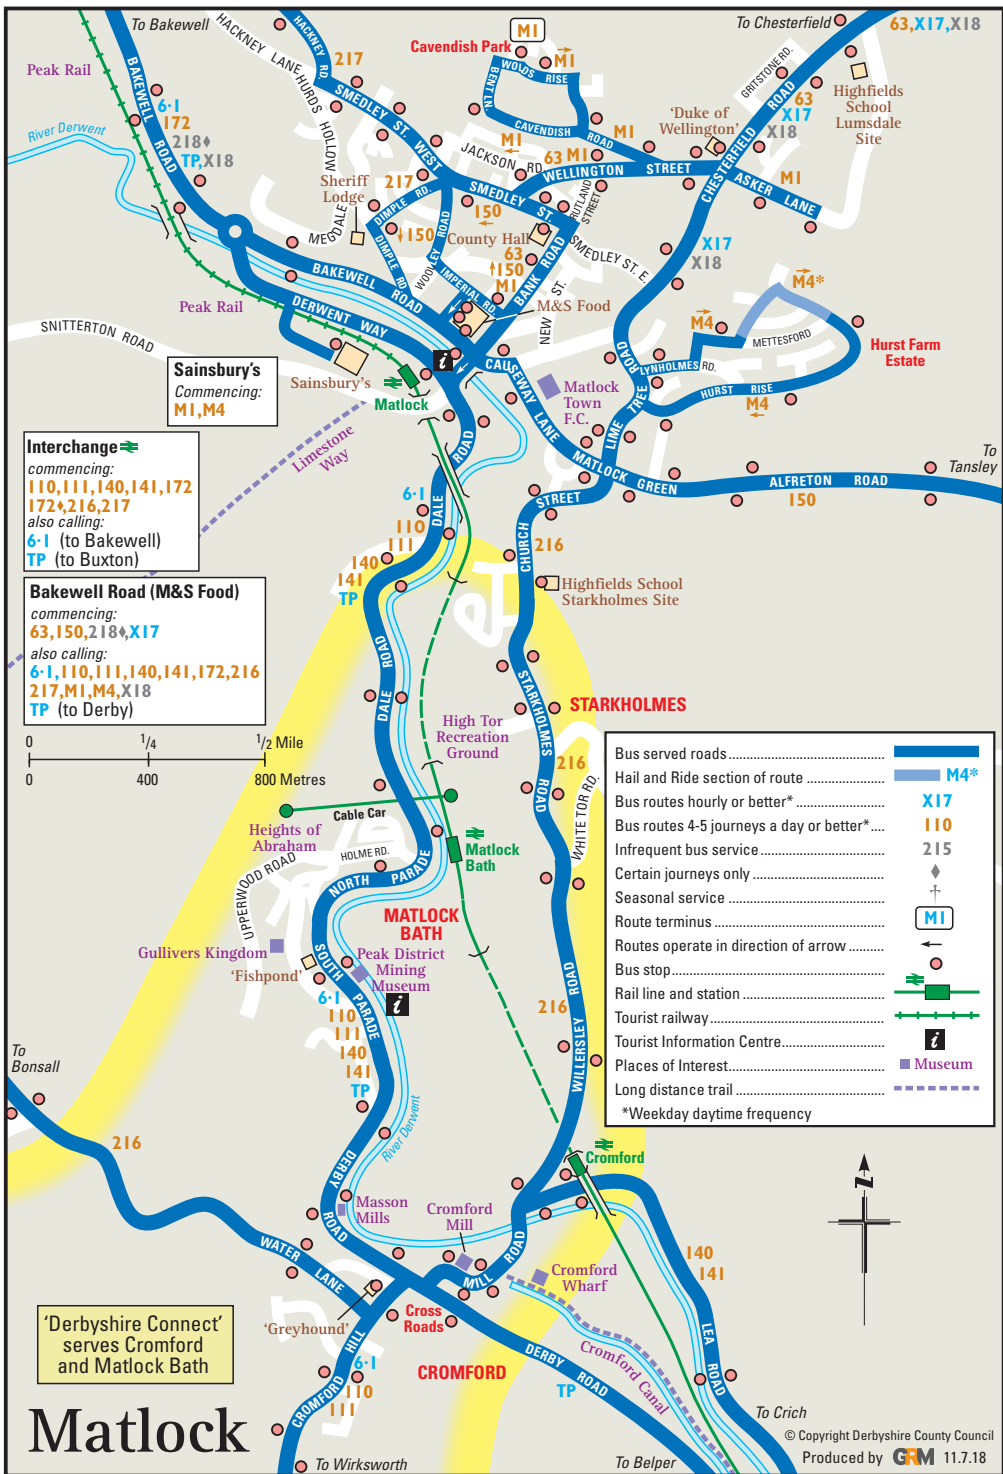 To Bakewell
HACKNEY LANE
HACKNEY RD.
217
Cavendish Park
M1
M1
WOLDS RISE
BENT LN.
CAVENDISH ROAD
M1
To Chesterfield
63,X17,X18
GRITSTONE RD.
Highfields
School
Lumsdale
Site
63
X17
X18
'Duke of
Wellington'
CHESTERFIELD ROAD
Peak Rail
BAKEWELL ROAD
River Derwent
6·1
172
218♦
TP,X18
HURDS HOLLOW
SMEDLEY ST. WEST
JACKSON RD
M1
63 M1
WELLINGTON STREET
ASKER LANE
M1
Sheriff
Lodge
217
DIMPLE RD.
SMEDLEY ST.
RUTLAND STREET
150
150
MEGDALE
DIMPLE RD.
WOOLLEY ROAD
County Hall
63
150
M1
SMEDLEY ST. E.
X17
X18
BANK ROAD
IMPERIAL RD.
M&S Food
NEW ST.
M4*
M4
METTESFORD
Hurst Farm
Estate
LYNHOLMES RD.
HURST RISE
M4
Peak Rail
BAKEWELL ROAD
DERWENT WAY
SNITTERTON ROAD
Sainsbury's
i
CAUSEWAY LANE
Matlock
Matlock
Town
F.C.
LIME TREE ROAD
Sainsbury's
Commencing:
M1,M4
Limestone
Way
Interchange
commencing:
110,111,140,141,172
172♦,216,217
also calling:
6·1 (to Bakewell)
TP (to Buxton)
DALE ROAD
MATLOCK GREEN
To
Tansley
ALFRETON ROAD
150
CHURCH STREET
6·1
110
111
140
141
TP
216
Highfields School
Starkholmes Site
Bakewell Road (M&S Food)
commencing:
63,150,218♦,X17
also calling:
6·1,110,111,140,141,172,216
217,M1,M4,X18
TP (to Derby)
DALE ROAD
STARKHOLMES ROAD
STARKHOLMES
216
High Tor
Recreation
Ground
0 1/4 1/2 Mile
0 400 800 Metres
WHITE TOR RD.
Cable Car
Heights of
Abraham
HOLME RD.
Matlock
Bath
UPPERWOOD ROAD
NORTH PARADE
MATLOCK
BATH
Gullivers Kingdom
'Fishpond'
SOUTH PARADE
Peak District
Mining
Museum
i
6·1
110
111
140
141
TP
216
WILLERSLEY ROAD
Bus served roads
Hail and Ride section of route M4*
Bus routes hourly or better* X17
Bus routes 4-5 journeys a day or better* 110
Infrequent bus service 215
Certain journeys only ♦
Seasonal service †
Route terminus M1
Routes operate in direction of arrow ←
Bus stop
Rail line and station
Tourist railway
Tourist Information Centre i
Places of Interest Museum
Long distance trail
*Weekday daytime frequency
To
Bonsall
216
River Derwent
DERBY ROAD
Cromford
Masson
Mills
Cromford
Mill
WATER LANE
MILL ROAD
Cromford
Wharf
140
141
'Greyhound'
Cross
Roads
LEA ROAD
'Derbyshire Connect'
serves Cromford
and Matlock Bath
CROMFORD HILL
6·1
110
111
CROMFORD
DERBY ROAD
TP
Cromford Canal
To Crich
Matlock
N
To Wirksworth
To Belper
© Copyright Derbyshire County Council
Produced by GRM 11.7.18